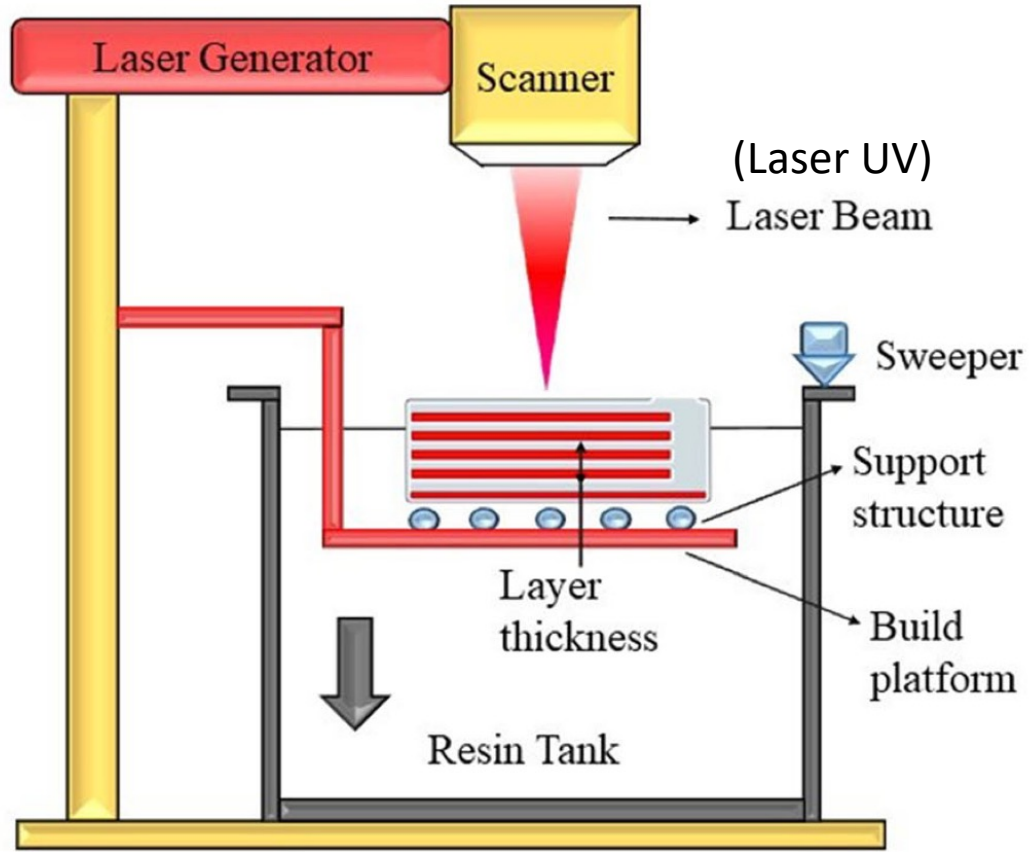 Laser Generator
Scanner
(Laser UV)
Laser Beam
Sweeper
Support
structure
Layer
thickness
Build
platform
Resin Tank